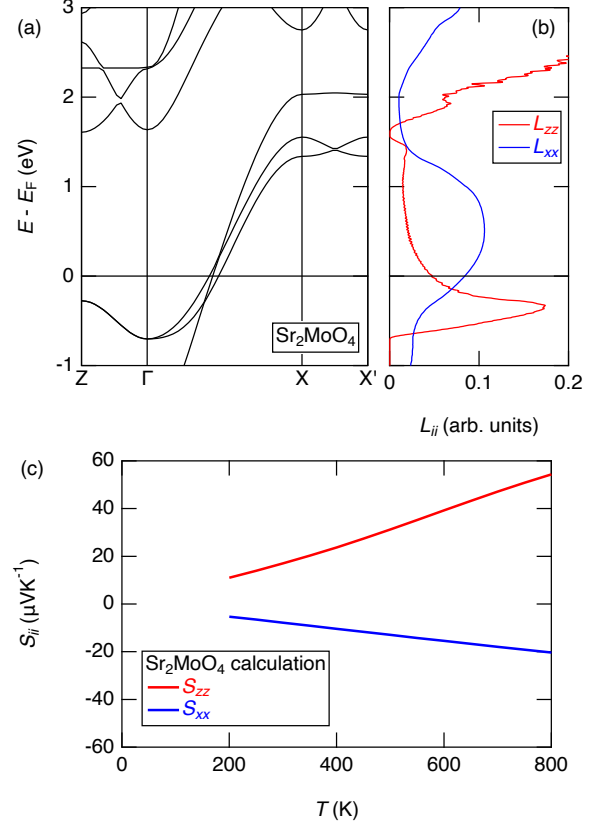 (a)
(b)
3
2
1
0
-1
E - E_F (eV)
Z
Γ
X
X'
Sr₂MoO₄
L_zz
L_xx
0
0.1
0.2
L_ii (arb. units)
(c)
60
40
20
0
-20
-40
-60
S_ii (μVK⁻¹)
Sr₂MoO₄ calculation
S_zz
S_xx
0
200
400
600
800
T (K)